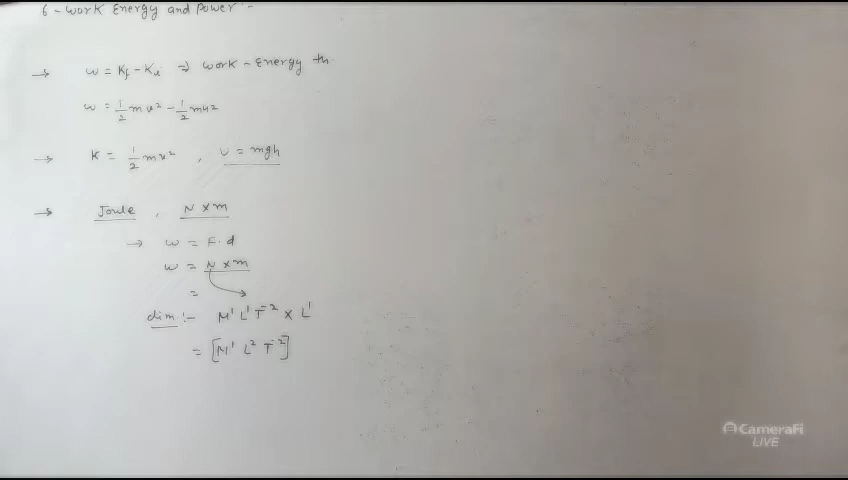 6 - Work Energy and Power :-
→ W = Kf - Ki ⇒ Work - Energy th.
W = 1/2 mv² - 1/2 mu²
→ K = 1/2 mv² , U = mgh
→ Joule , N × m
→ W = F.d
W = N × m
=
dim :- M¹ L¹ T⁻² × L¹
= [M¹ L² T⁻²]
CameraFi
LIVE